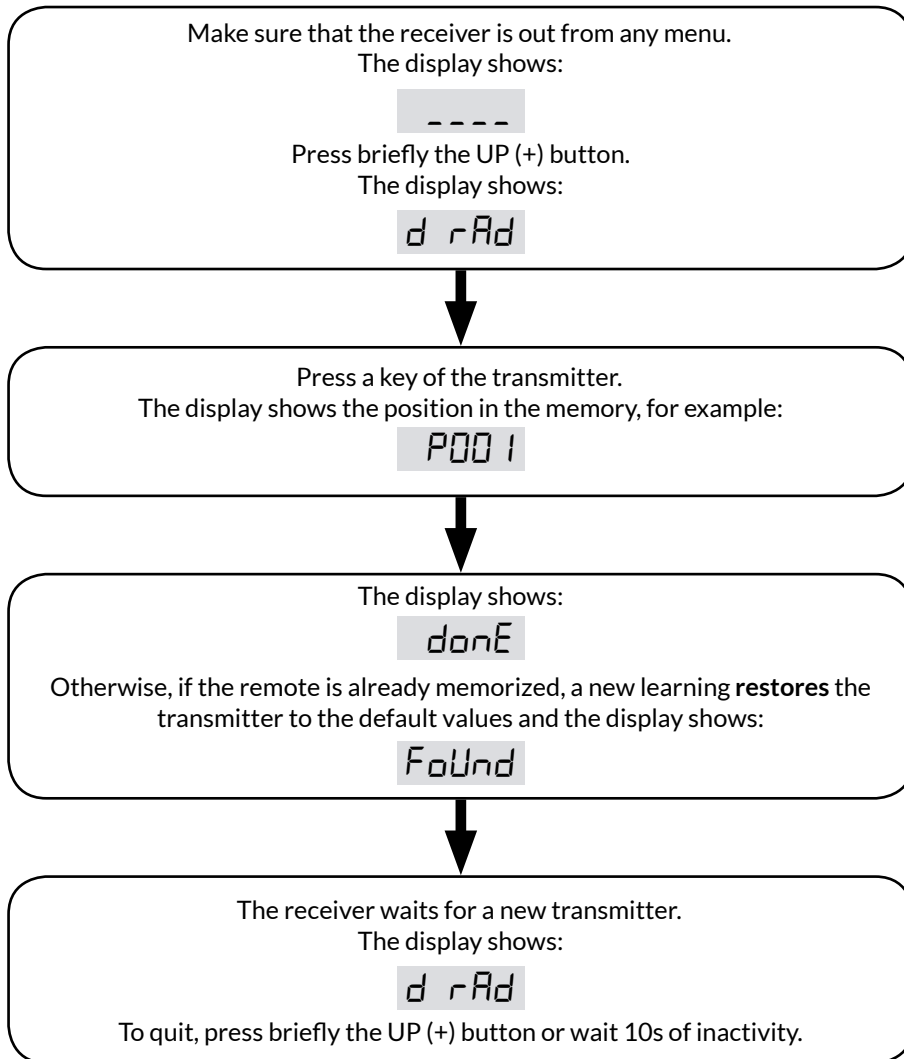 Make sure that the receiver is out from any menu.
The display shows:
____
Press briefly the UP (+) button.
The display shows:
d rAd
Press a key of the transmitter.
The display shows the position in the memory, for example:
P001
The display shows:
donE
Otherwise, if the remote is already memorized, a new learning restores the
transmitter to the default values and the display shows:
FoUnd
The receiver waits for a new transmitter.
The display shows:
d rAd
To quit, press briefly the UP (+) button or wait 10s of inactivity.